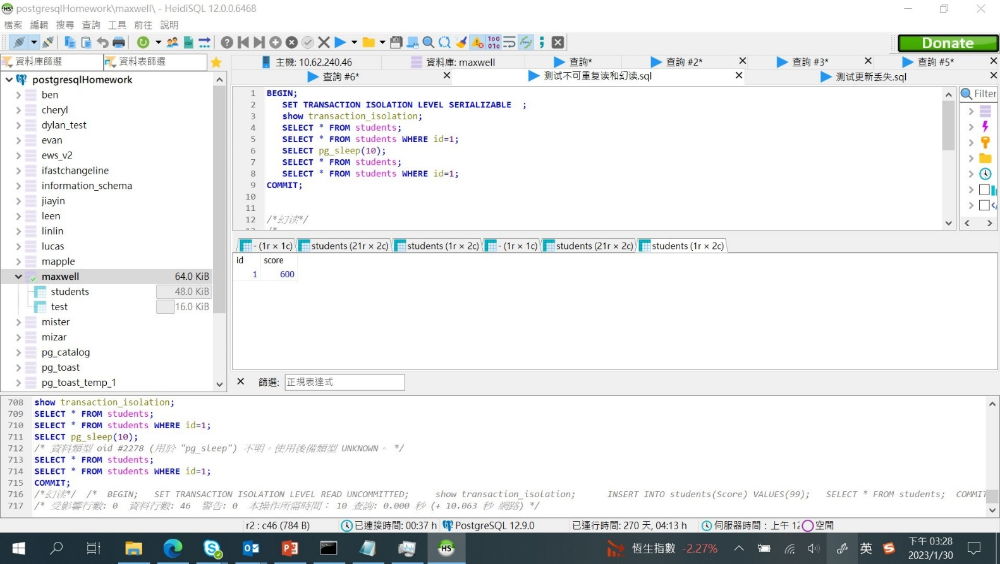 postgresqlHomework\maxwell\ - HeidiSQL 12.0.0.6468
檔案 編輯 搜尋 查詢 工具 前往 說明
Donate
資料庫篩選 資料表篩選
主機: 10.62.240.46 資料庫: maxwell 查詢* 查詢 #2* 查詢 #3* 查詢 #5*
查詢 #6* 测试不可重复读和幻读.sql 测试更新丢失.sql
postgresqlHomework
ben
cheryl
dylan_test
evan
ews_v2
ifastchangeline
information_schema
jiayin
leen
linlin
lucas
mapple
maxwell 64.0 KiB
students 48.0 KiB
test 16.0 KiB
mister
mizar
pg_catalog
pg_toast
pg_toast_temp_1
1 BEGIN;
2 SET TRANSACTION ISOLATION LEVEL SERIALIZABLE ;
3 show transaction_isolation;
4 SELECT * FROM students;
5 SELECT * FROM students WHERE id=1;
6 SELECT pg_sleep(10);
7 SELECT * FROM students;
8 SELECT * FROM students WHERE id=1;
9 COMMIT;
10
11
12 /*幻读*/
Filter
- (1r × 1c) students (21r × 2c) students (1r × 2c) - (1r × 1c) students (21r × 2c) students (1r × 2c)
id score
1 600
篩選: 正規表達式
708 show transaction_isolation;
709 SELECT * FROM students;
710 SELECT * FROM students WHERE id=1;
711 SELECT pg_sleep(10);
712 /* 資料類型 oid #2278 (用於 "pg_sleep") 不明。使用後備類型 UNKNOWN。 */
713 SELECT * FROM students;
714 SELECT * FROM students WHERE id=1;
715 COMMIT;
716 /*幻读*/ /* BEGIN; SET TRANSACTION ISOLATION LEVEL READ UNCOMMITTED; show transaction_isolation; INSERT INTO students(Score) VALUES(99); SELECT * FROM students; COMMIT
717 /* 受影響行數: 0 資料行數: 46 警告: 0 本操作所需時間: 10 查詢: 0.000 秒 (+ 10.063 秒 網路) */
r2 : c46 (784 B) 已連接時間: 00:37 h PostgreSQL 12.9.0 已運行時間: 270 天, 04:13 h 伺服器時間：上午 12 空閒
恆生指數 -2.27% 英 下午 03:28
2023/1/30